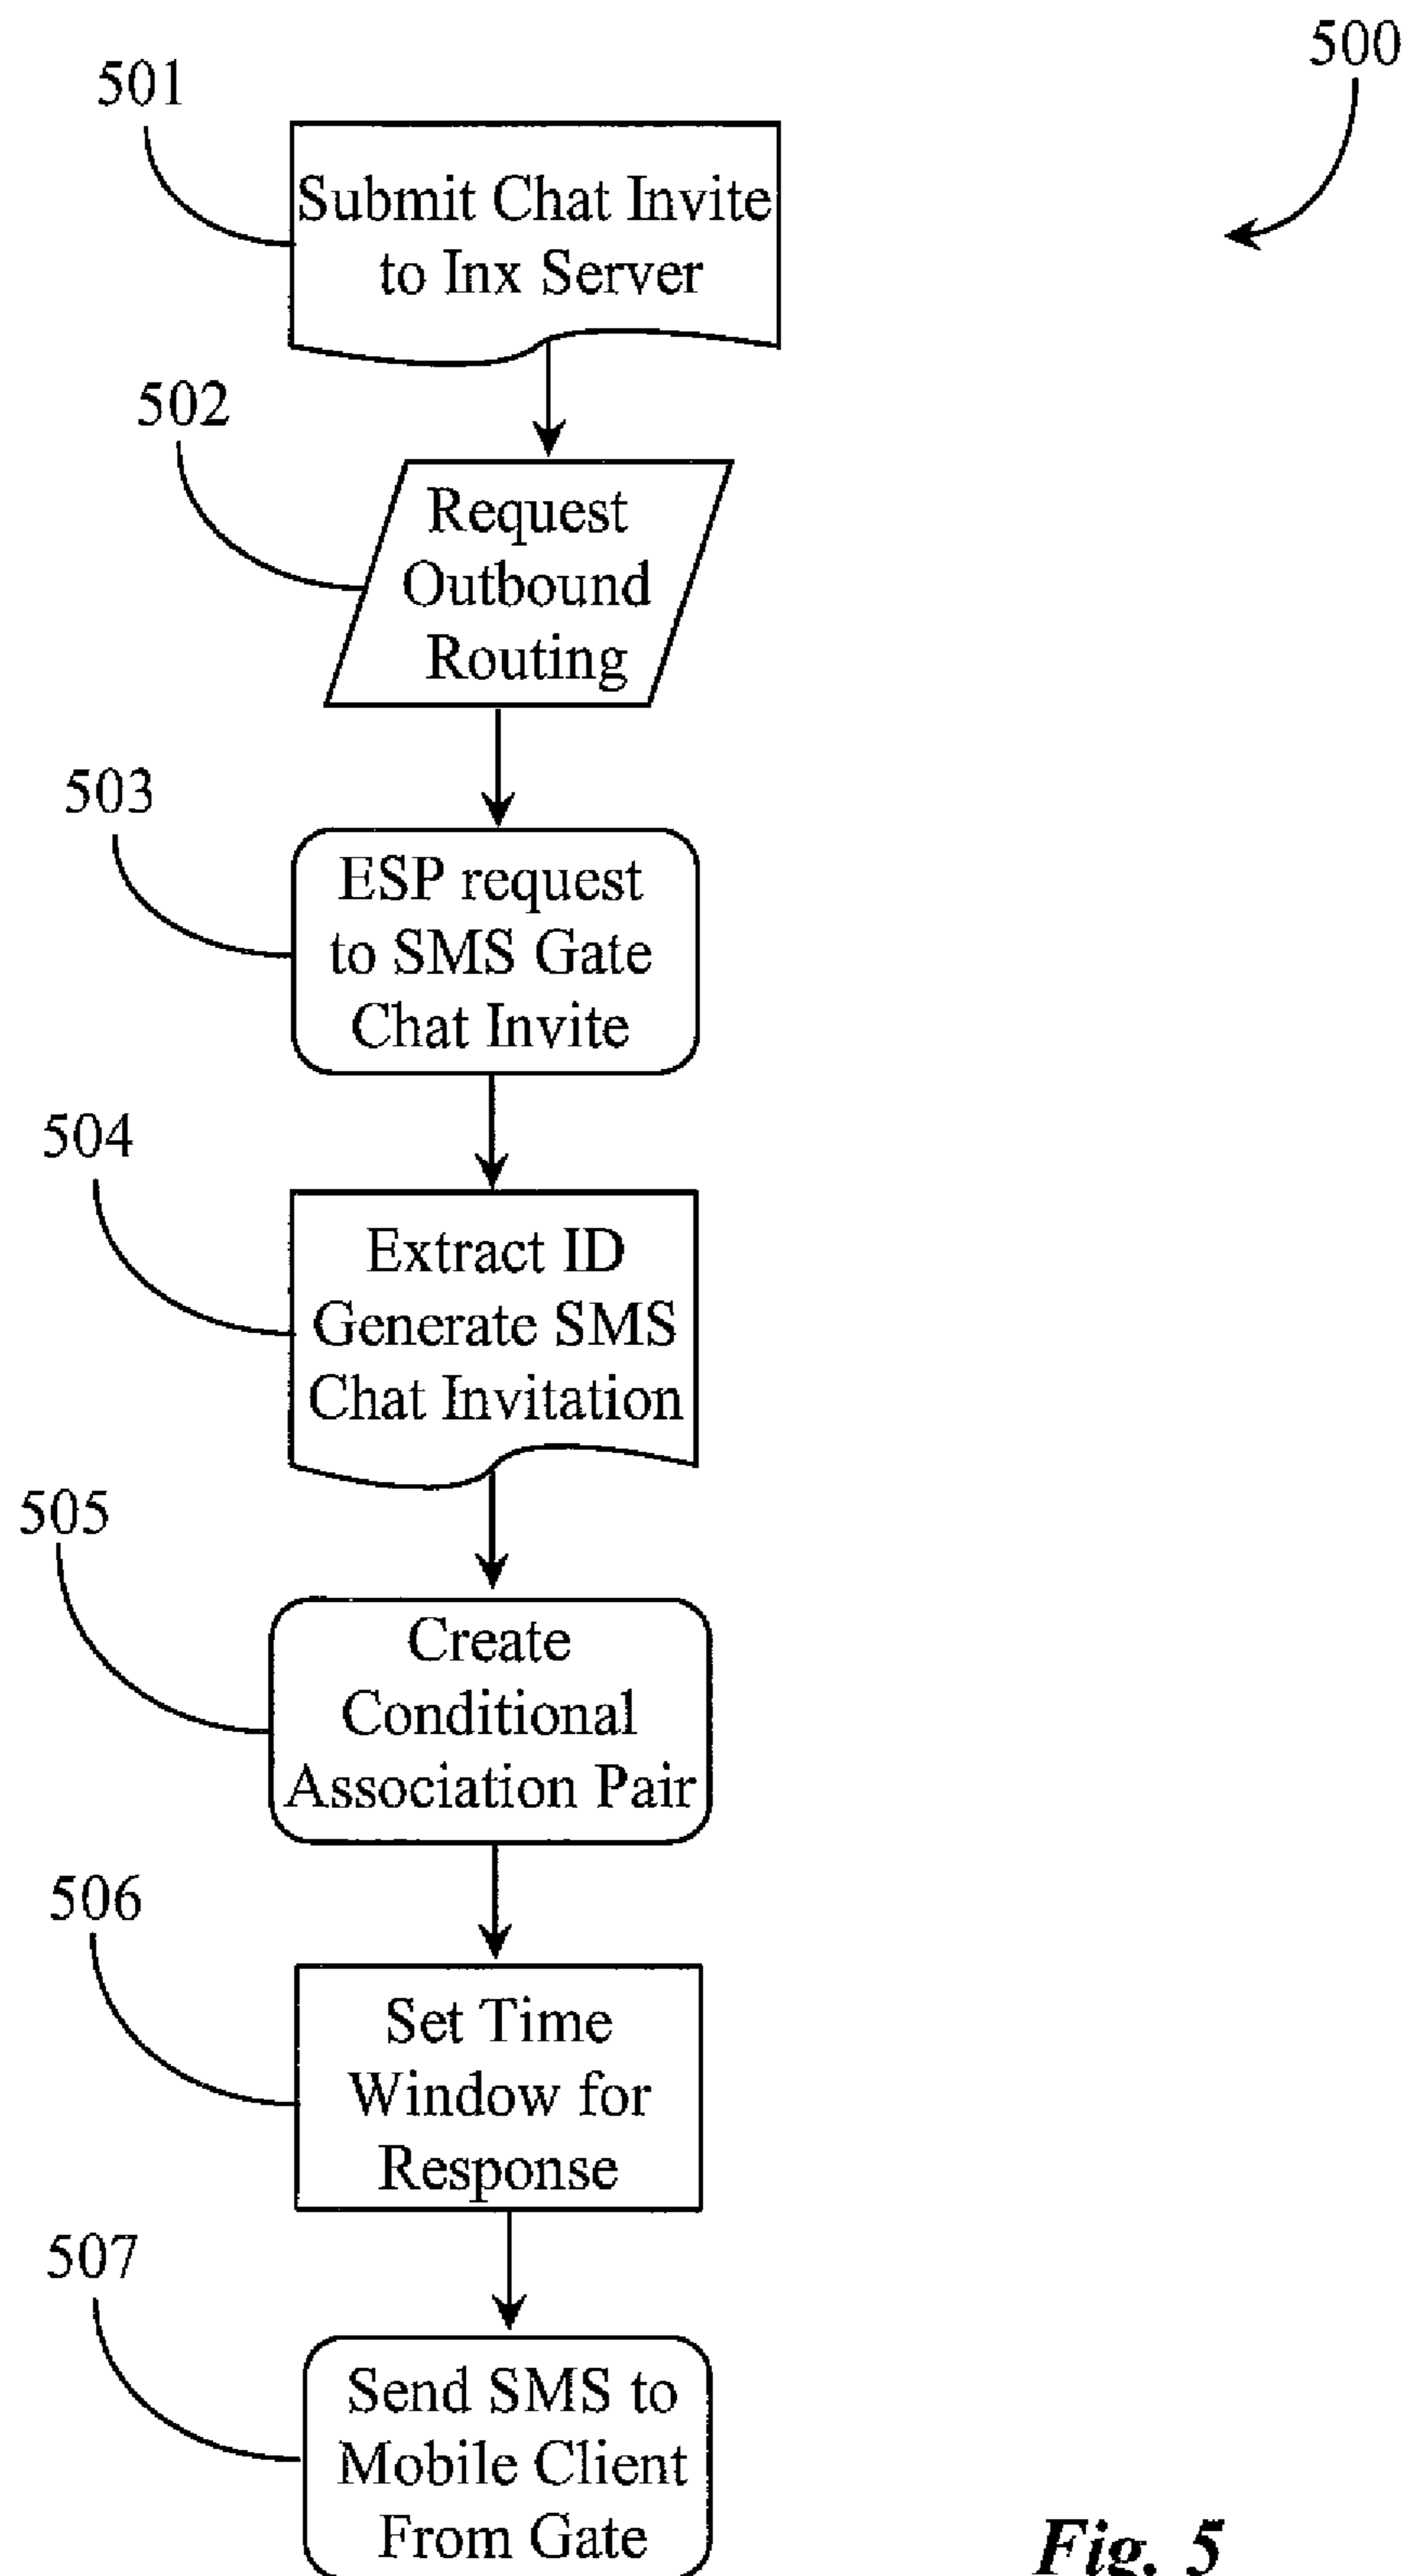 500
501
Submit Chat Invite
to Inx Server
502
Request
Outbound
Routing
503
ESP request
to SMS Gate
Chat Invite
504
Extract ID
Generate SMS
Chat Invitation
505
Create
Conditional
Association Pair
506
Set Time
Window for
Response
507
Send SMS to
Mobile Client
From Gate
Fig. 5